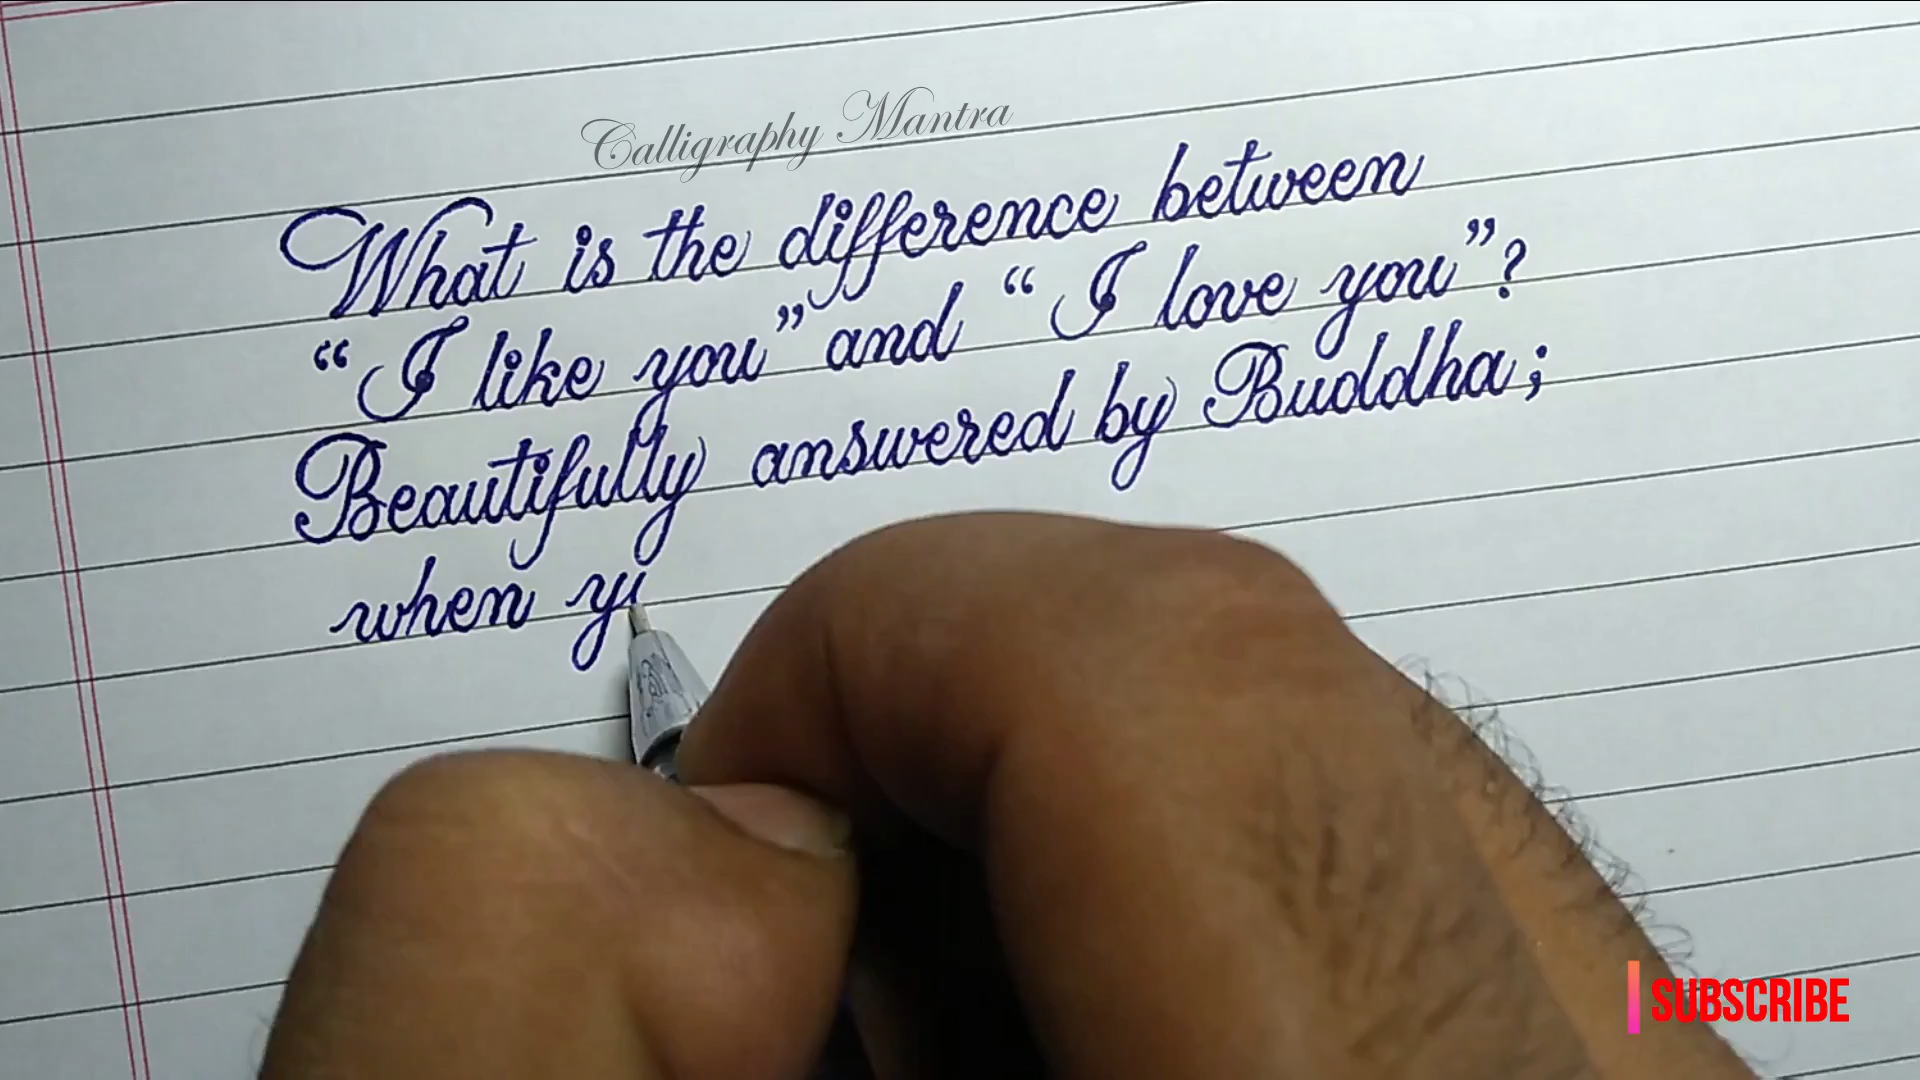 Calligraphy Mantra
What is the difference between
“I like you” and “I love you”?
Beautifully answered by Buddha;
when y
SUBSCRIBE